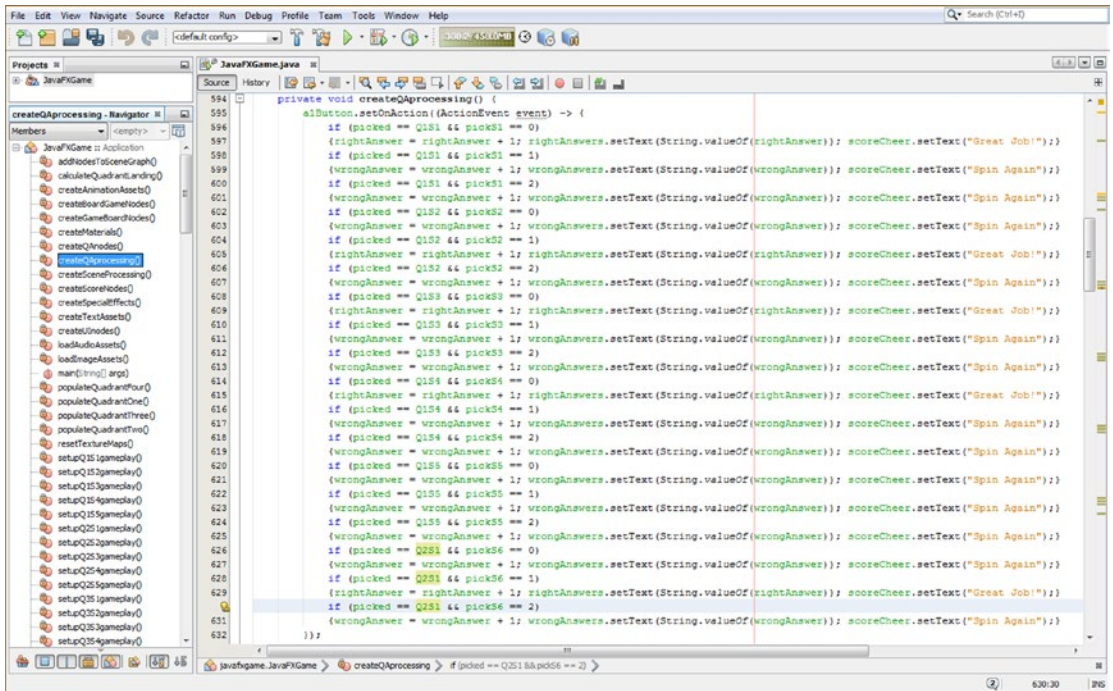 File Edit View Navigate Source Refactor Run Debug Profile Team Tools Window Help
Search (Ctrl+I)
<default config>
Projects
JavaFXGame
createQAprocessing - Navigator
Members
<empty>
JavaFXGame :: Application
addNodesToSceneGraph()
calculateQuadrantLanding()
createAnimationAssets()
createBoardGameNodes()
createGameBoardNodes()
createMaterials()
createQAnodes()
createQAprocessing()
createSceneProcessing()
createScoreNodes()
createSpecialEffects()
createTextAssets()
createUInodes()
loadAudioAssets()
loadImageAssets()
main(String[] args)
populateQuadrantFour()
populateQuadrantOne()
populateQuadrantThree()
populateQuadrantTwo()
resetTextureMaps()
setupQ1S1gameplay()
setupQ1S2gameplay()
setupQ1S3gameplay()
setupQ1S4gameplay()
setupQ1S5gameplay()
setupQ2S1gameplay()
setupQ2S2gameplay()
setupQ2S3gameplay()
setupQ2S4gameplay()
setupQ2S5gameplay()
setupQ3S1gameplay()
setupQ3S2gameplay()
setupQ3S3gameplay()
setupQ3S4gameplay()
JavaFXGame.java
Source History
594 private void createQAprocessing() {
595 a1Button.setOnAction((ActionEvent event) -> {
596 if (picked == Q1S1 && pickS1 == 0)
597 {rightAnswer = rightAnswer + 1; rightAnswers.setText(String.valueOf(rightAnswer)); scoreCheer.setText("Great Job!");}
598 if (picked == Q1S1 && pickS1 == 1)
599 {wrongAnswer = wrongAnswer + 1; wrongAnswers.setText(String.valueOf(wrongAnswer)); scoreCheer.setText("Spin Again");}
600 if (picked == Q1S1 && pickS1 == 2)
601 {wrongAnswer = wrongAnswer + 1; wrongAnswers.setText(String.valueOf(wrongAnswer)); scoreCheer.setText("Spin Again");}
602 if (picked == Q1S2 && pickS2 == 0)
603 {wrongAnswer = wrongAnswer + 1; wrongAnswers.setText(String.valueOf(wrongAnswer)); scoreCheer.setText("Spin Again");}
604 if (picked == Q1S2 && pickS2 == 1)
605 {rightAnswer = rightAnswer + 1; rightAnswers.setText(String.valueOf(rightAnswer)); scoreCheer.setText("Great Job!");}
606 if (picked == Q1S2 && pickS2 == 2)
607 {wrongAnswer = wrongAnswer + 1; wrongAnswers.setText(String.valueOf(wrongAnswer)); scoreCheer.setText("Spin Again");}
608 if (picked == Q1S3 && pickS3 == 0)
609 {rightAnswer = rightAnswer + 1; rightAnswers.setText(String.valueOf(rightAnswer)); scoreCheer.setText("Great Job!");}
610 if (picked == Q1S3 && pickS3 == 1)
611 {wrongAnswer = wrongAnswer + 1; wrongAnswers.setText(String.valueOf(wrongAnswer)); scoreCheer.setText("Spin Again");}
612 if (picked == Q1S3 && pickS3 == 2)
613 {wrongAnswer = wrongAnswer + 1; wrongAnswers.setText(String.valueOf(wrongAnswer)); scoreCheer.setText("Spin Again");}
614 if (picked == Q1S4 && pickS4 == 0)
615 {rightAnswer = rightAnswer + 1; rightAnswers.setText(String.valueOf(rightAnswer)); scoreCheer.setText("Great Job!");}
616 if (picked == Q1S4 && pickS4 == 1)
617 {wrongAnswer = wrongAnswer + 1; wrongAnswers.setText(String.valueOf(wrongAnswer)); scoreCheer.setText("Spin Again");}
618 if (picked == Q1S4 && pickS4 == 2)
619 {wrongAnswer = wrongAnswer + 1; wrongAnswers.setText(String.valueOf(wrongAnswer)); scoreCheer.setText("Spin Again");}
620 if (picked == Q1S5 && pickS5 == 0)
621 {wrongAnswer = wrongAnswer + 1; wrongAnswers.setText(String.valueOf(wrongAnswer)); scoreCheer.setText("Spin Again");}
622 if (picked == Q1S5 && pickS5 == 1)
623 {wrongAnswer = wrongAnswer + 1; wrongAnswers.setText(String.valueOf(wrongAnswer)); scoreCheer.setText("Spin Again");}
624 if (picked == Q1S5 && pickS5 == 2)
625 {wrongAnswer = wrongAnswer + 1; wrongAnswers.setText(String.valueOf(wrongAnswer)); scoreCheer.setText("Spin Again");}
626 if (picked == Q2S1 && pickS6 == 0)
627 {wrongAnswer = wrongAnswer + 1; wrongAnswers.setText(String.valueOf(wrongAnswer)); scoreCheer.setText("Spin Again");}
628 if (picked == Q2S1 && pickS6 == 1)
629 {rightAnswer = rightAnswer + 1; rightAnswers.setText(String.valueOf(rightAnswer)); scoreCheer.setText("Great Job!");}
if (picked == Q2S1 && pickS6 == 2)
631 {wrongAnswer = wrongAnswer + 1; wrongAnswers.setText(String.valueOf(wrongAnswer)); scoreCheer.setText("Spin Again");}
632 });
javafxgame.JavaFXGame > createQAprocessing > if (picked == Q2S1 && pickS6 == 2) >
2 630:30 INS